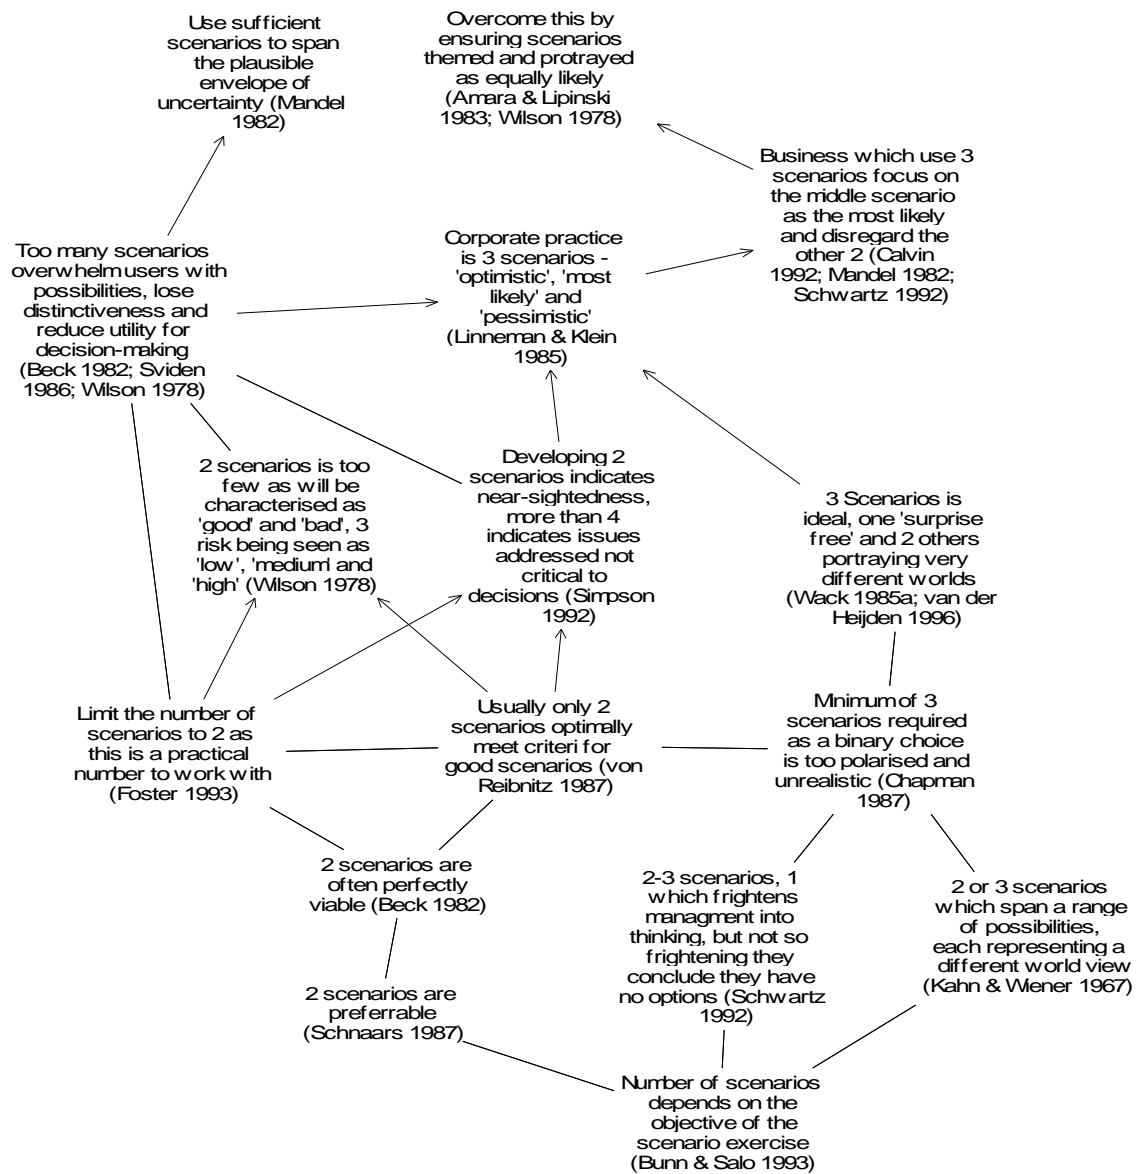 Use sufficient
scenarios to span
the plausible
envelope of
uncertainty (Mandel
1982)
Overcome this by
ensuring scenarios
themed and protrayed
as equally likely
(Amara & Lipinski
1983; Wilson 1978)
Business which use 3
scenarios focus on
the middle scenario
as the most likely
and disregard the
other 2 (Calvin
1992; Mandel 1982;
Schwartz 1992)
Too many scenarios
overwhelm users with
possibilities, lose
distinctiveness and
reduce utility for
decision-making
(Beck 1982; Sviden
1986; Wilson 1978)
Corporate practice
is 3 scenarios -
'optimistic', 'most
likely' and
'pessimistic'
(Linneman & Klein
1985)
2 scenarios is too
few as will be
characterised as
'good' and 'bad', 3
risk being seen as
'low', 'medium' and
'high' (Wilson 1978)
Developing 2
scenarios indicates
near-sightedness,
more than 4
indicates issues
addressed not
critical to
decisions (Simpson
1992)
3 Scenarios is
ideal, one 'surprise
free' and 2 others
portraying very
different worlds
(Wack 1985a; van der
Heijden 1996)
Limit the number of
scenarios to 2 as
this is a practical
number to work with
(Foster 1993)
Usually only 2
scenarios optimally
meet criteri for
good scenarios (von
Reibnitz 1987)
Minimum of 3
scenarios required
as a binary choice
is too polarised and
unrealistic (Chapman
1987)
2 scenarios are
often perfectly
viable (Beck 1982)
2-3 scenarios, 1
which frightens
managment into
thinking, but not so
frightening they
conclude they have
no options (Schwartz
1992)
2 or 3 scenarios
which span a range
of possibilities,
each representing a
different world view
(Kahn & Wiener 1967)
2 scenarios are
preferrable
(Schnaars 1987)
Number of scenarios
depends on the
objective of the
scenario exercise
(Bunn & Salo 1993)